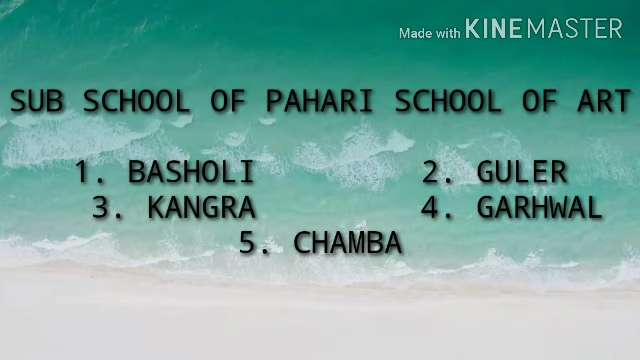 Made with KINEMASTER
SUB SCHOOL OF PAHARI SCHOOL OF ART
1. BASHOLI 2. GULER
3. KANGRA 4. GARHWAL
5. CHAMBA